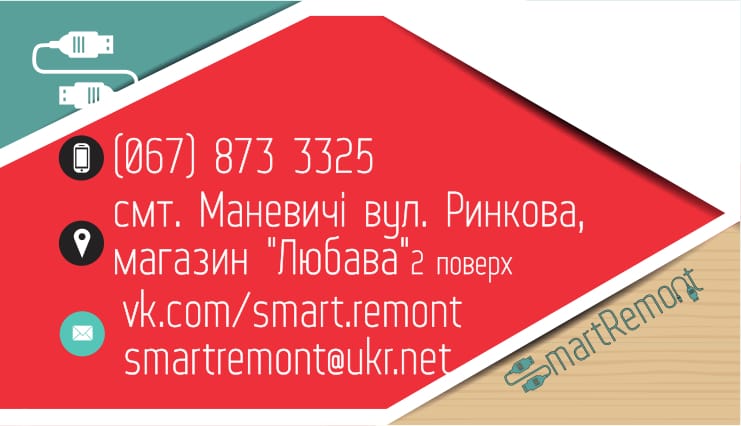 (067) 873 3325
смт. Маневичі вул. Ринкова,
магазин "Любава"2 поверх
vk.com/smart.remont
smartremont@ukr.net
SmartRemont